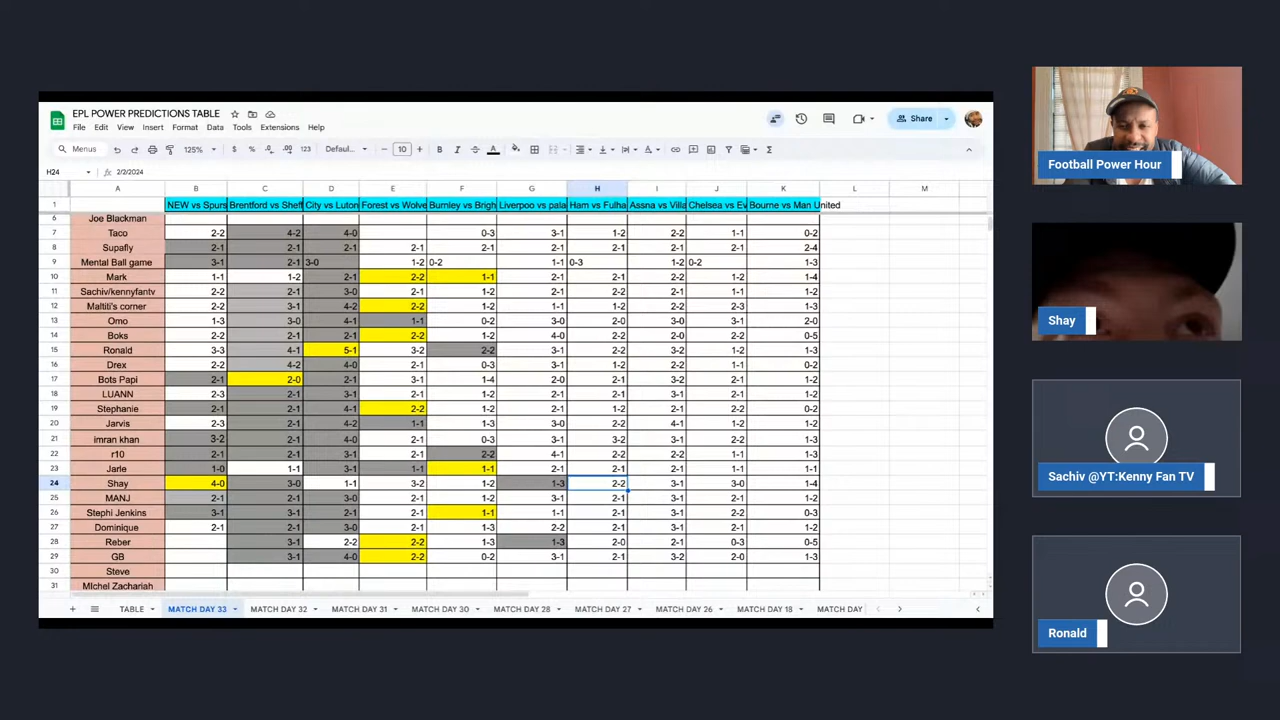 EPL POWER PREDICTIONS TABLE
File Edit View Insert Format Data Tools Extensions Help
Share
Menus 125% $ % .0 .00 123 Defaul... − 10 + B I S A Σ
H24 fx 2/2/2024
A B C D E F G H I J K L M
1 NEW vs Spurs Brentford vs Sheff City vs Luton Forest vs Wolve Burnley vs Brigh Liverpoo vs pala Ham vs Fulha Assna vs Villa Chelsea vs Ev Bourne vs Man United
6 Joe Blackman
7 Taco 2-2 4-2 4-0 0-3 3-1 1-2 2-2 1-1 0-2
8 Supafly 2-1 2-1 2-1 2-1 2-1 2-1 2-1 2-1 2-1 2-4
9 Mental Ball game 3-1 2-1 3-0 1-2 0-2 1-1 0-3 1-2 0-2 1-3
10 Mark 1-1 1-2 2-1 2-2 1-1 2-1 2-1 2-2 1-2 1-4
11 Sachiv/kennyfantv 2-2 2-1 3-0 2-1 1-2 2-1 1-2 2-1 1-1 1-2
12 Maltiti's corner 2-2 3-1 4-2 2-2 1-2 1-1 1-2 2-2 2-3 1-3
13 Omo 1-3 3-0 4-1 1-1 0-2 3-0 2-0 3-0 3-1 2-0
14 Boks 2-2 2-1 2-1 2-2 1-2 4-0 2-2 2-0 2-2 0-5
15 Ronald 3-3 4-1 5-1 3-2 2-2 3-1 2-2 3-2 1-2 1-3
16 Drex 2-2 4-2 4-0 2-1 0-3 3-1 1-2 2-2 1-1 0-2
17 Bots Papi 2-1 2-0 2-1 3-1 1-4 2-0 2-1 3-2 2-1 1-2
18 LUANN 2-3 2-1 3-1 2-1 1-2 2-1 2-1 2-1 2-1 1-2
19 Stephanie 2-1 2-1 4-1 2-2 1-2 2-1 1-2 2-1 2-2 0-2
20 Jarvis 2-3 2-1 4-2 1-1 1-3 3-0 2-2 4-1 1-2 1-2
21 imran khan 3-2 2-1 4-0 2-1 0-3 3-1 3-2 3-1 2-2 1-3
22 r10 2-1 2-1 3-1 2-1 2-2 4-1 2-2 2-1 1-1 1-3
23 Jarle 1-0 1-1 3-1 1-1 1-1 2-1 2-1 2-1 1-1 1-1
24 Shay 4-0 3-0 1-1 3-2 1-2 1-3 2-2 3-1 3-0 1-4
25 MANJ 2-1 2-1 3-0 2-1 1-2 3-1 2-1 3-1 2-1 1-2
26 Stephi Jenkins 3-1 3-1 3-1 2-1 1-1 1-1 2-1 3-1 2-2 0-3
27 Dominique 2-1 2-1 3-0 2-1 1-3 2-2 2-1 3-1 2-1 1-2
28 Reber 3-1 2-2 2-2 1-3 1-3 2-0 2-1 0-3 0-5
29 GB 3-1 4-0 2-2 0-2 3-1 2-1 3-2 2-0 1-3
30 Steve
31 MIchel Zachariah
+ TABLE MATCH DAY 33 MATCH DAY 32 MATCH DAY 31 MATCH DAY 30 MATCH DAY 28 MATCH DAY 27 MATCH DAY 26 MATCH DAY 18 MATCH DAY
Football Power Hour
Shay
Sachiv @YT:Kenny Fan TV
Ronald